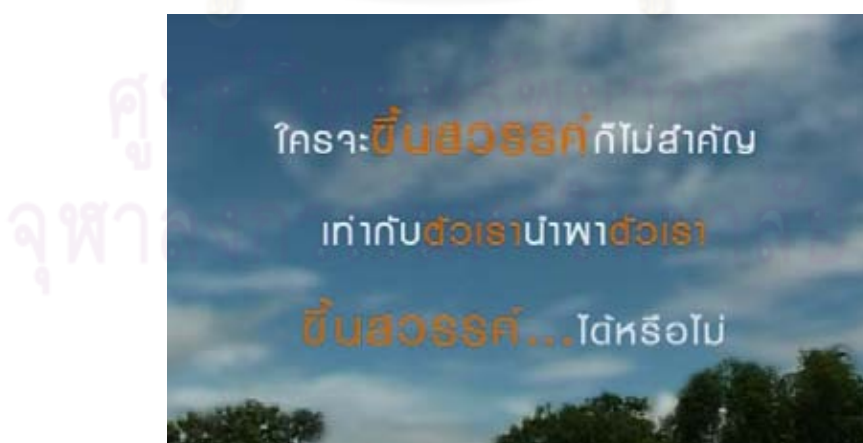 ใครจะขึ้นสวรรค์ก็ไม่สำคัญ
เท่ากับตัวเรานำพาตัวเรา
ขึ้นสวรรค์...ได้หรือไม่